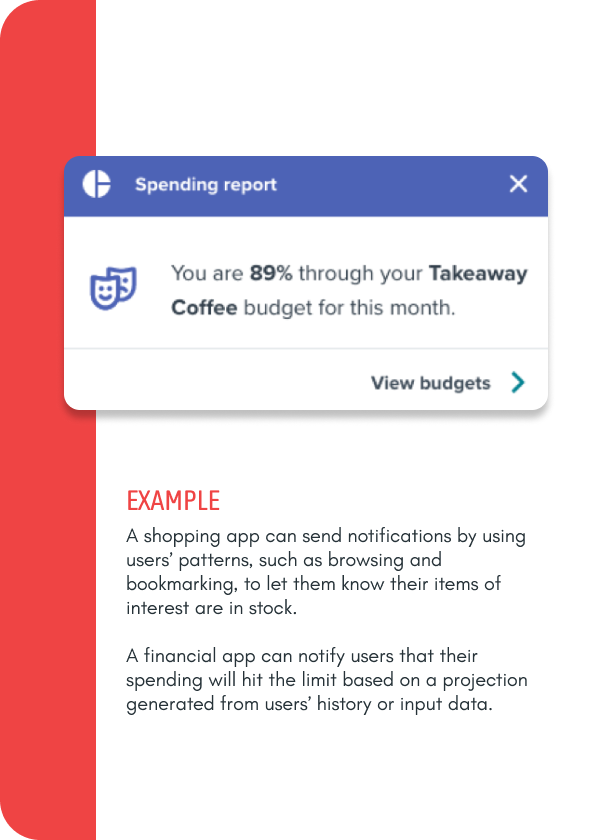 Spending report
You are 89% through your Takeaway
Coffee budget for this month.
View budgets
EXAMPLE
A shopping app can send notifications by using
users’ patterns, such as browsing and
bookmarking, to let them know their items of
interest are in stock.
A financial app can notify users that their
spending will hit the limit based on a projection
generated from users’ history or input data.